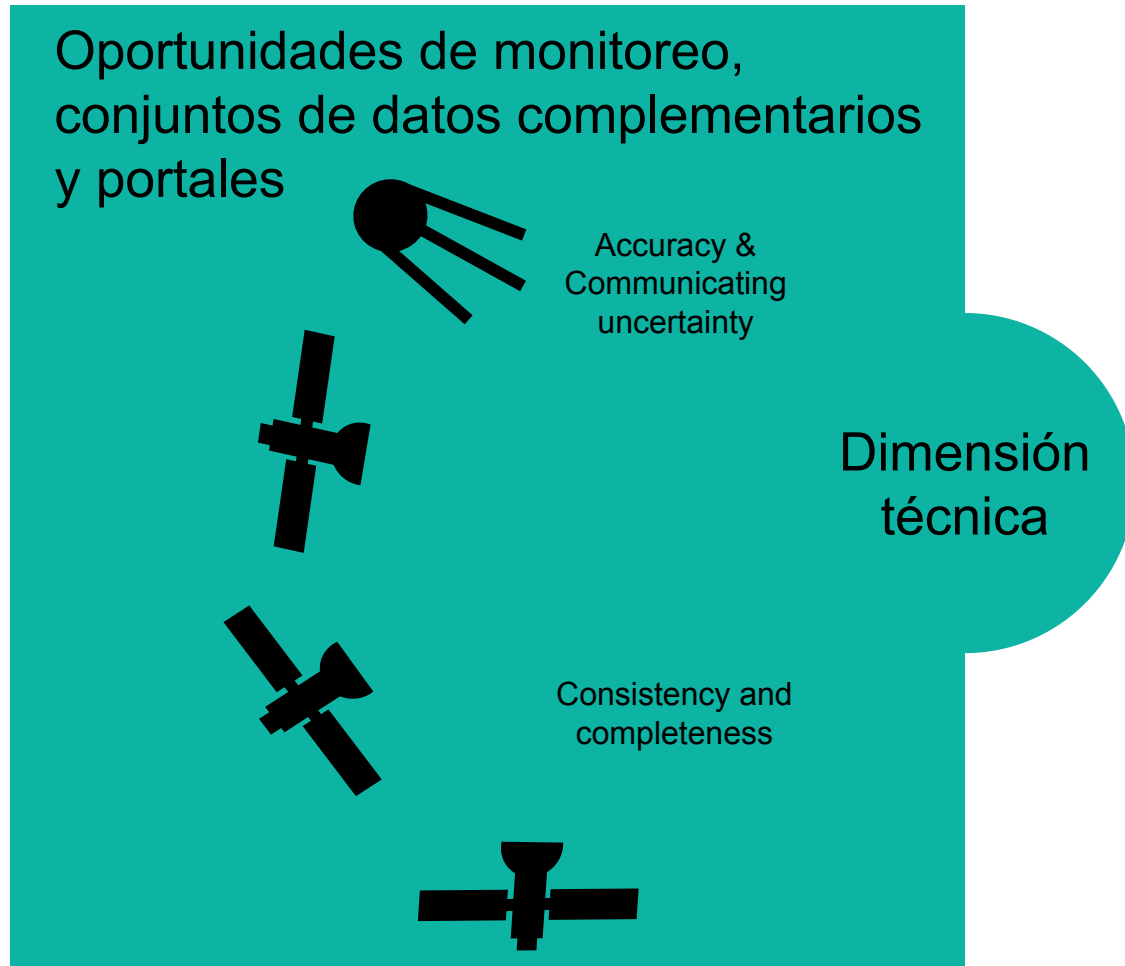 Oportunidades de monitoreo,
conjuntos de datos complementarios
y portales
Accuracy &
Communicating
uncertainty
Dimensión
técnica
Consistency and
completeness